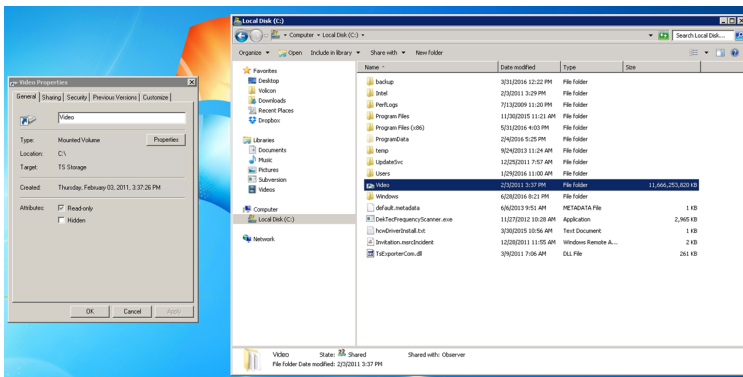 Local Disk (C:)
Computer Local Disk (C:)
Search Local Disk...
Organize Open Include in library Share with New folder
Favorites
Desktop
Volicon
Downloads
Recent Places
Dropbox
Libraries
Documents
Music
Pictures
Subversion
Videos
Computer
Local Disk (C:)
Network
Name Date modified Type Size
backup 3/31/2016 12:22 PM File folder
Intel 2/3/2011 3:29 PM File folder
PerfLogs 7/13/2009 11:20 PM File folder
Program Files 11/30/2015 11:21 AM File folder
Program Files (x86) 5/31/2016 4:03 PM File folder
ProgramData 2/4/2016 5:25 PM File folder
temp 9/24/2013 11:24 AM File folder
UpdateSvc 12/25/2011 7:57 AM File folder
Users 1/29/2016 11:00 AM File folder
Video 2/3/2011 3:37 PM File folder 11,666,253,820 KB
Windows 6/28/2016 8:21 PM File folder
default.metadata 6/6/2013 9:51 AM METADATA File 1 KB
DekTecFrequencyScanner.exe 11/27/2012 10:28 AM Application 2,965 KB
hcwDriverInstall.txt 3/30/2015 10:56 AM Text Document 1 KB
Invitation.msrcIncident 12/28/2011 11:55 AM Windows Remote A... 2 KB
TsExporterCom.dll 3/9/2011 7:06 AM DLL File 261 KB
Video State: Shared Shared with: Observer
File folder Date modified: 2/3/2011 3:37 PM
Video Properties
General Sharing Security Previous Versions Customize
Video
Type: Mounted Volume Properties
Location: C:\
Target: TS Storage
Created: Thursday, February 03, 2011, 3:37:26 PM
Attributes: Read-only
Hidden
OK Cancel Apply